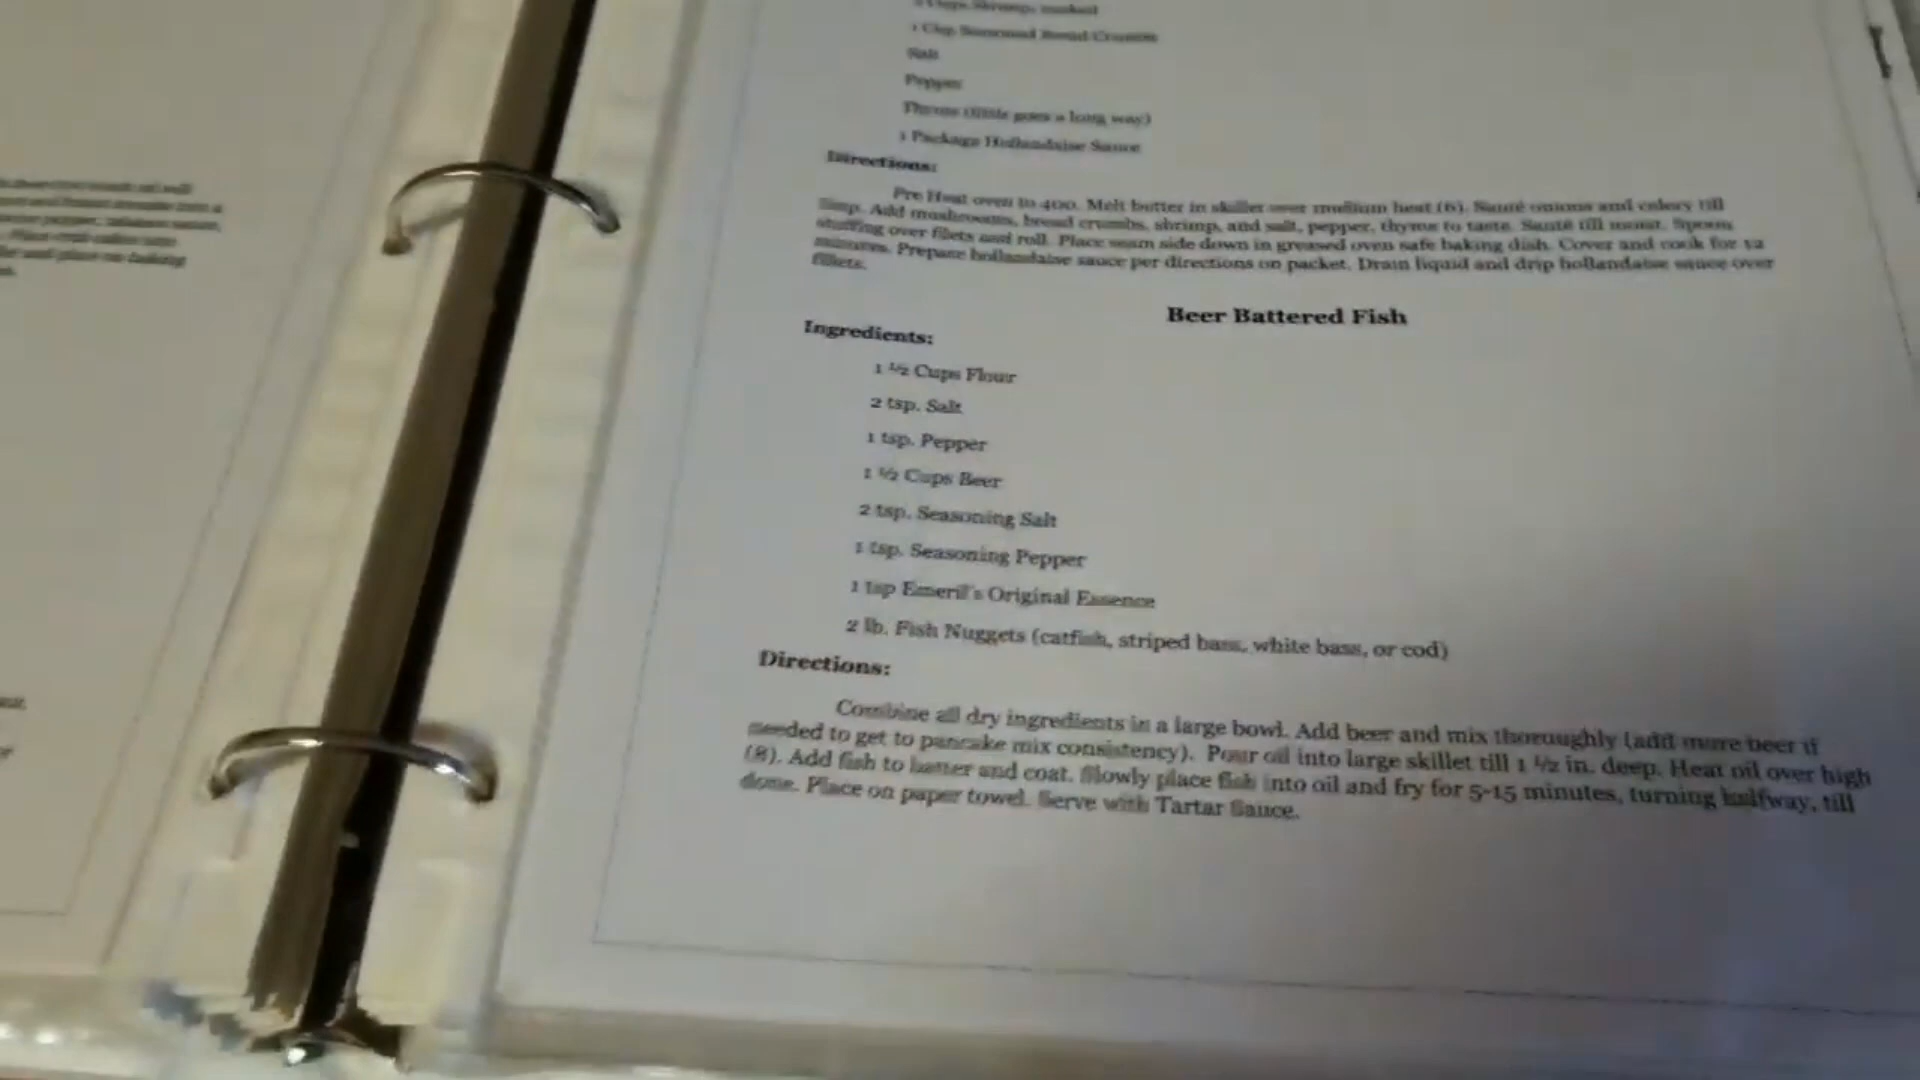 1 Cup Seasoned Bread Crumbs
Salt
Pepper
Thyme (little goes a long way)
1 Package Hollandaise Sauce
Directions:
Pre Heat oven to 400. Melt butter in skillet over medium heat (6). Sauté onions and celery till
limp. Add mushrooms, bread crumbs, shrimp, and salt, pepper, thyme to taste. Sauté till moist. Spoon
stuffing over filets and roll. Place seam side down in greased oven safe baking dish. Cover and cook for 12
minutes. Prepare hollandaise sauce per directions on packet. Drain liquid and drip hollandaise sauce over
fillets.
Beer Battered Fish
Ingredients:
1 ½ Cups Flour
2 tsp. Salt
1 tsp. Pepper
1 ½ Cups Beer
2 tsp. Seasoning Salt
1 tsp. Seasoning Pepper
1 tsp Emeril's Original Essence
2 lb. Fish Nuggets (catfish, striped bass, white bass, or cod)
Directions:
Combine all dry ingredients in a large bowl. Add beer and mix thoroughly (add more beer if
needed to get to pancake mix consistency). Pour oil into large skillet till 1 ½ in. deep. Heat oil over high
(8). Add fish to batter and coat. Slowly place fish into oil and fry for 5-15 minutes, turning halfway, till
done. Place on paper towel. Serve with Tartar Sauce.